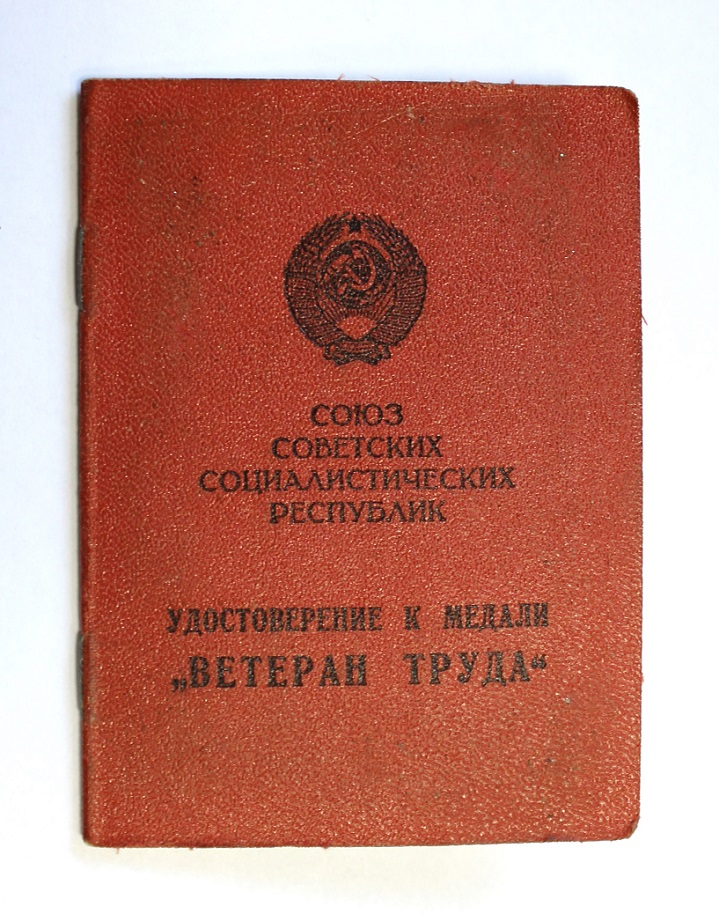 СОЮЗ
СОВЕТСКИХ
СОЦИАЛИСТИЧЕСКИХ
РЕСПУБЛИК
УДОСТОВЕРЕНИЕ К МЕДАЛИ
„ВЕТЕРАН ТРУДА“